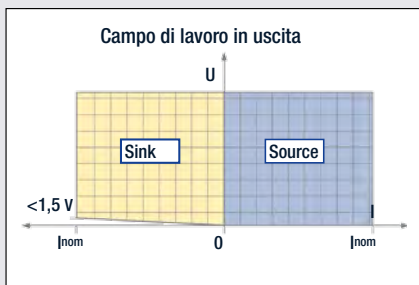 Campo di lavoro in uscita
U
Sink
Source
<1,5 V
I
Inom
0
Inom